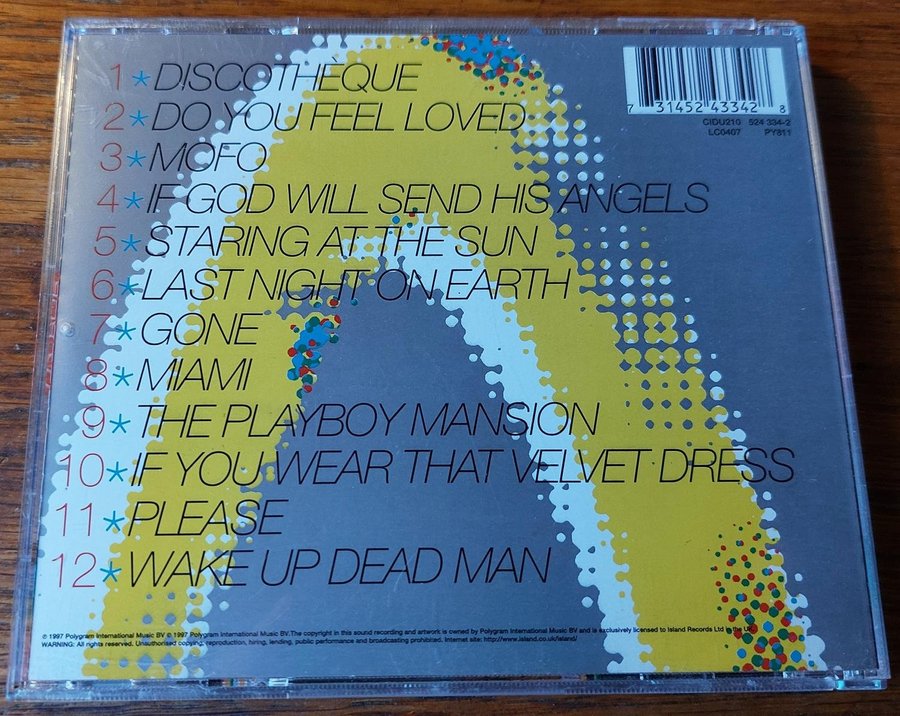 1*DISCOTHÈQUE
2*DO YOU FEEL LOVED
3*MOFO
4*IF GOD WILL SEND HIS ANGELS
5*STARING AT THE SUN
6*LAST NIGHT ON EARTH
7*GONE
8*MIAMI
9*THE PLAYBOY MANSION
10*IF YOU WEAR THAT VELVET DRESS
11*PLEASE
12*WAKE UP DEAD MAN
7 31452 43342 8
CIDU210 524 334-2
LC0407 PY811
℗ 1997 Polygram International Music BV © 1997 Polygram International Music BV. The copyright in this sound recording and artwork is owned by Polygram International Music BV and is exclusively licensed to Island Records Ltd in the UK.
WARNING: All rights reserved. Unauthorised copying, reproduction, hiring, lending, public performance and broadcasting prohibited. Internet site: http://www.island.co.uk/island/